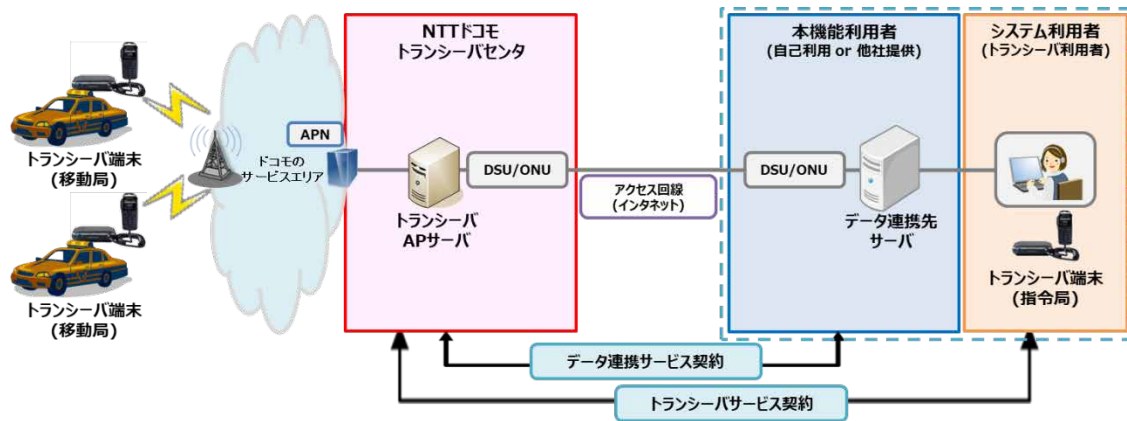 トランシーバ端末
(移動局)
トランシーバ端末
(移動局)
APN
ドコモの
サービスエリア
NTTドコモ
トランシーバセンタ
トランシーバ
APサーバ
DSU/ONU
アクセス回線
(インタネット)
本機能利用者
(自己利用 or 他社提供)
DSU/ONU
データ連携先
サーバ
システム利用者
(トランシーバ利用者)
トランシーバ端末
(指令局)
データ連携サービス契約
トランシーバサービス契約